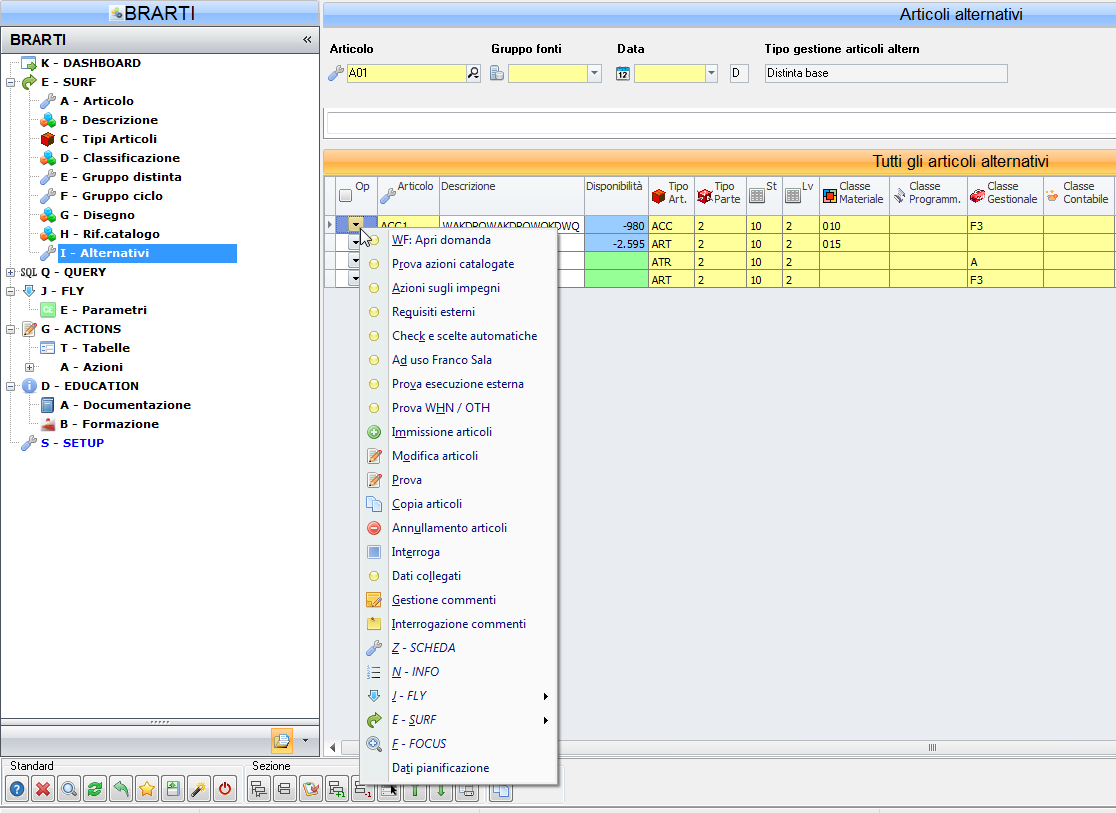 BRARTI
BRARTI
«
K - DASHBOARD
E - SURF
A - Articolo
B - Descrizione
C - Tipi Articoli
D - Classificazione
E - Gruppo distinta
F - Gruppo ciclo
G - Disegno
H - Rif.catalogo
I - Alternativi
SQL Q - QUERY
J - FLY
E - Parametri
G - ACTIONS
T - Tabelle
A - Azioni
D - EDUCATION
A - Documentazione
B - Formazione
S - SETUP
Articoli alternativi
Articolo Gruppo fonti Data Tipo gestione articoli altern
A01 12 D Distinta base
Tutti gli articoli alternativi
Op Articolo Descrizione Disponibilità Tipo Art. Tipo Parte St Lv Classe Materiale Classe Programm. Classe Gestionale Classe Contabile
ACC1 WAKDPOWAKDPOWQKDWQ -980 ACC 2 10 2 010 F3
-2.595 ART 2 10 2 015
ATR 2 10 2 A
ART 2 10 2 F3
WF: Apri domanda
Prova azioni catalogate
Azioni sugli impegni
Requisiti esterni
Check e scelte automatiche
Ad uso Franco Sala
Prova esecuzione esterna
Prova WHN / OTH
Immissione articoli
Modifica articoli
Prova
Copia articoli
Annullamento articoli
Interroga
Dati collegati
Gestione commenti
Interrogazione commenti
Z - SCHEDA
N - INFO
J - FLY
E - SURF
F - FOCUS
Dati pianificazione
Standard Sezione